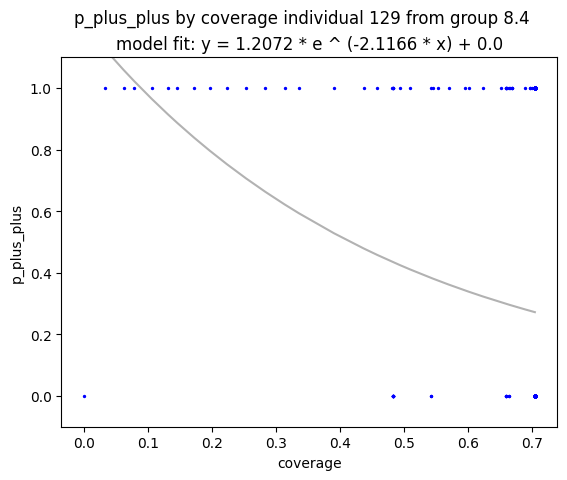 p_plus_plus by coverage individual 129 from group 8.4
model fit: y = 1.2072 * e ^ (-2.1166 * x) + 0.0
1.0
0.8
0.6
0.4
0.2
0.0
p_plus_plus
0.0 0.1 0.2 0.3 0.4 0.5 0.6 0.7
coverage